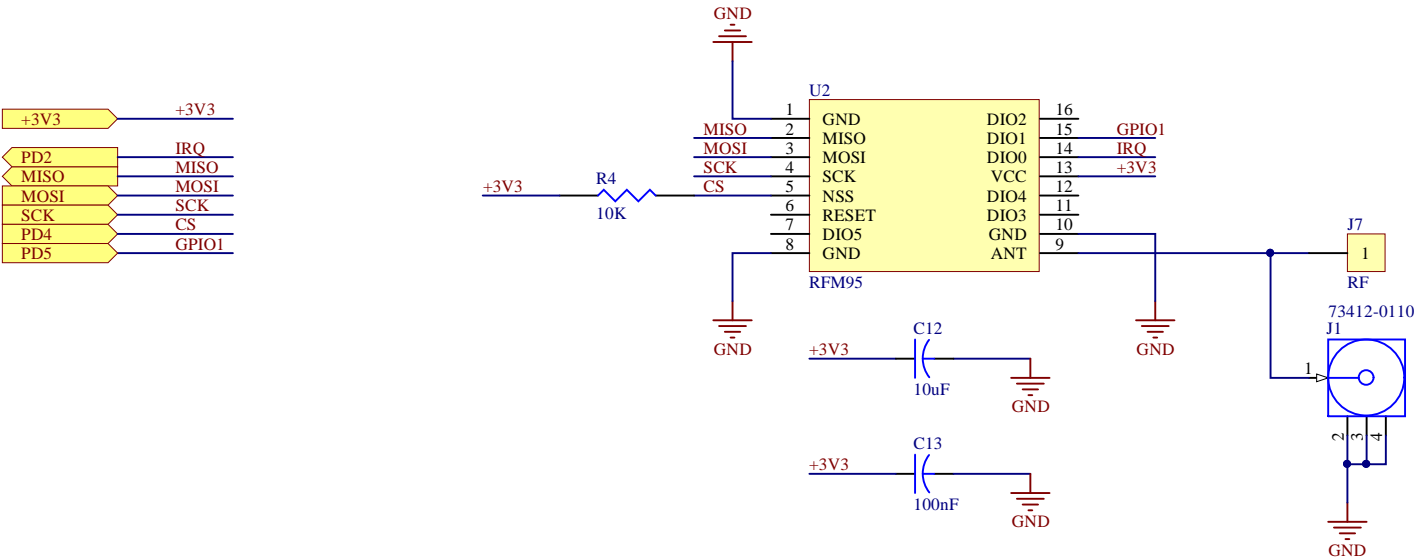 GND
U2
+3V3 +3V3
1 GND DIO2 16
MISO 2 MISO DIO1 15 GPIO1
PD2 IRQ
MOSI 3 MOSI DIO0 14 IRQ
MISO MISO
SCK 4 SCK VCC 13 +3V3
MOSI MOSI
+3V3 R4 10K CS 5 NSS DIO4 12
SCK SCK
6 RESET DIO3 11
PD4 CS
7 DIO5 GND 10
PD5 GPIO1
8 GND ANT 9
J7
1
RF
RFM95
GND
GND
73412-0110
J1
1
2 3 4
GND
C12
+3V3
10uF
GND
C13
+3V3
100nF
GND